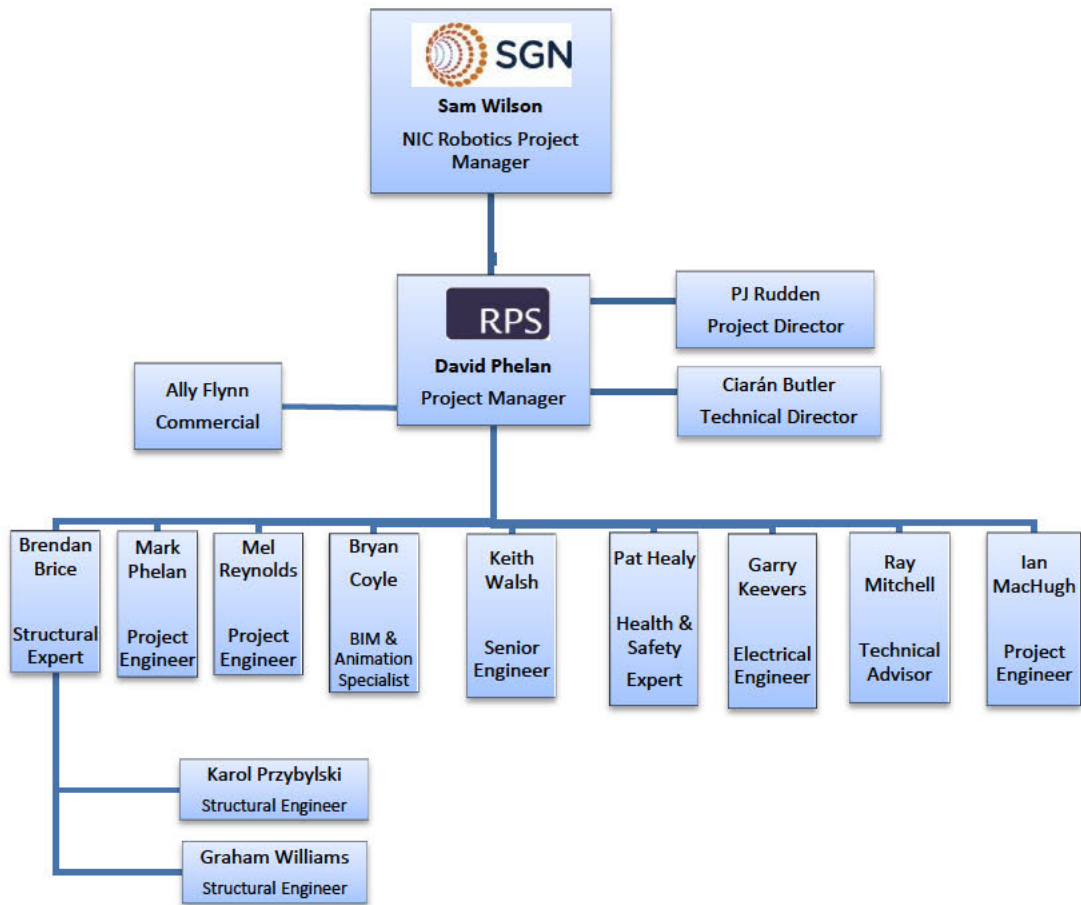 SGN
Sam Wilson
NIC Robotics Project
Manager
RPS
David Phelan
Project Manager
PJ Rudden
Project Director
Ally Flynn
Commercial
Ciarán Butler
Technical Director
Brendan
Brice
Structural
Expert
Mark
Phelan
Project
Engineer
Mel
Reynolds
Project
Engineer
Bryan
Coyle
BIM &
Animation
Specialist
Keith
Walsh
Senior
Engineer
Pat Healy
Health &
Safety
Expert
Garry
Keevers
Electrical
Engineer
Ray
Mitchell
Technical
Advisor
Ian
MacHugh
Project
Engineer
Karol Przybylski
Structural Engineer
Graham Williams
Structural Engineer